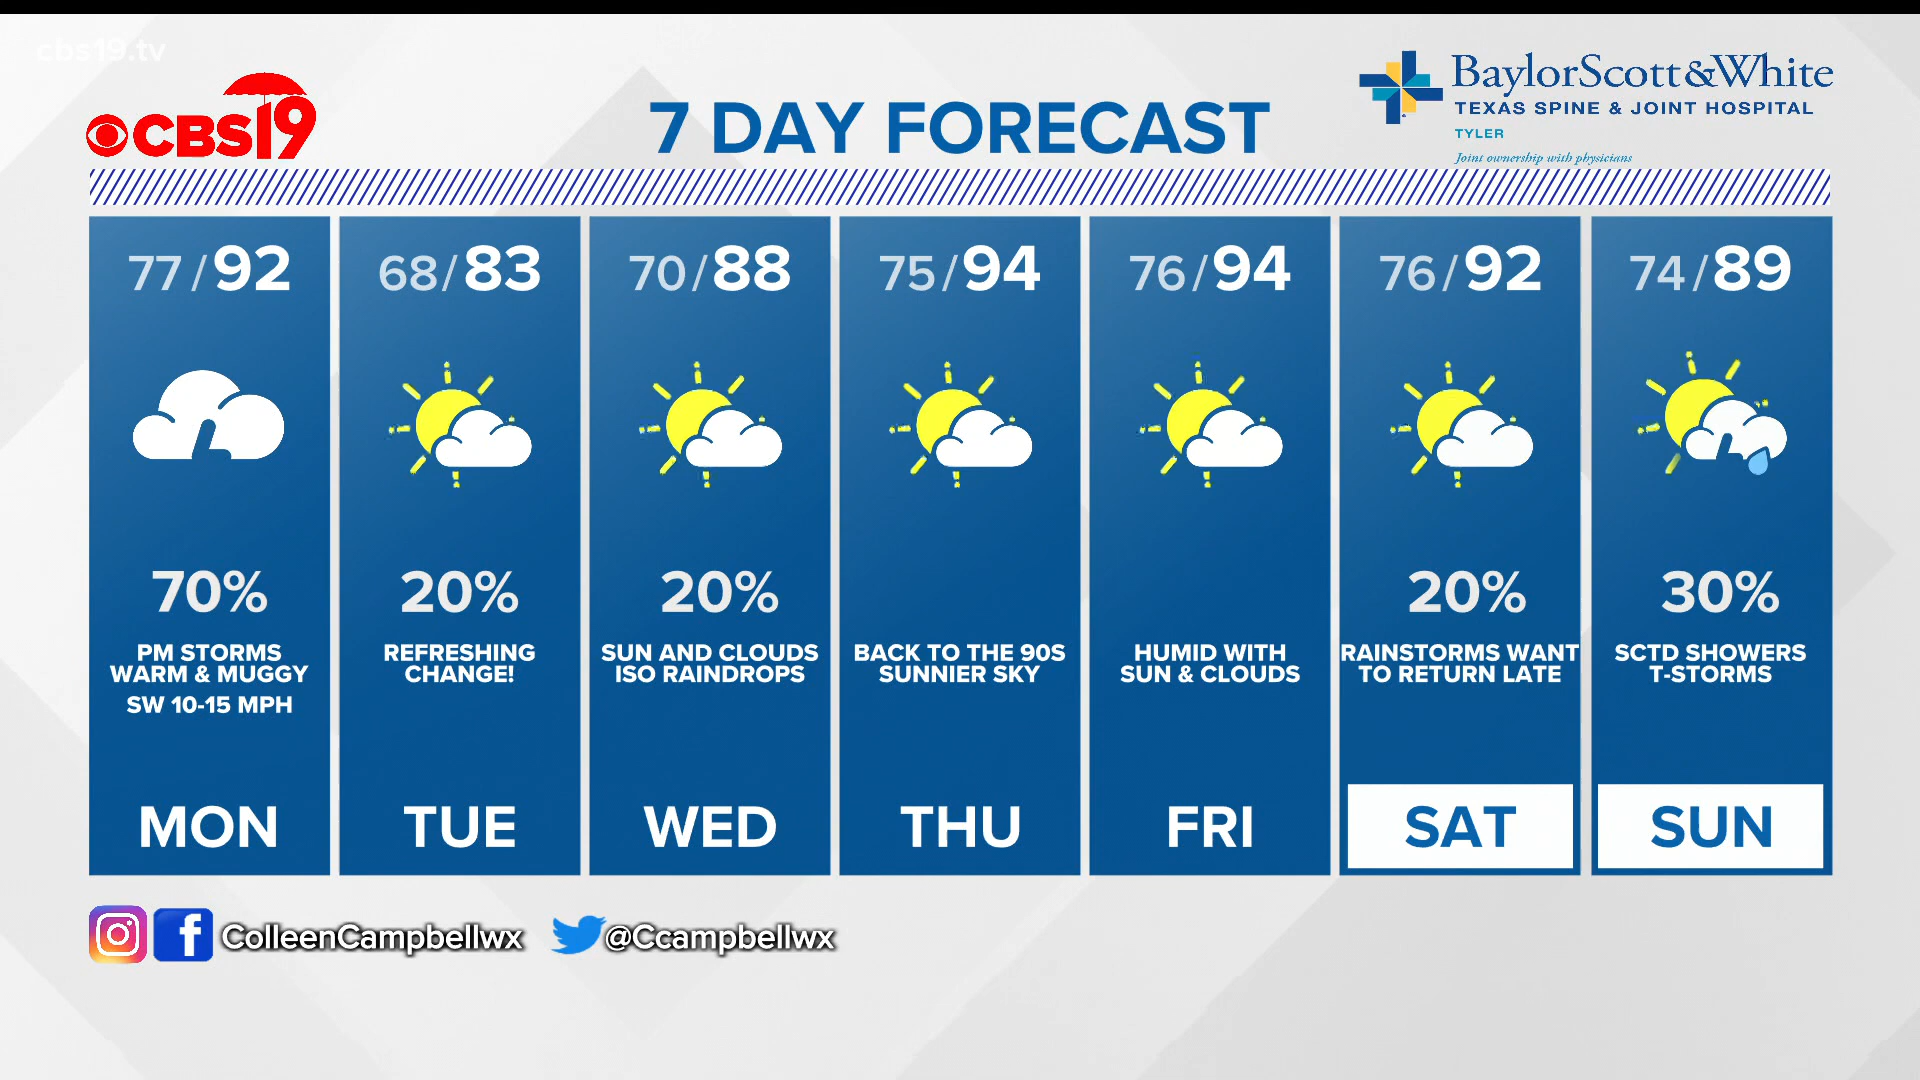 cbs19.tv
CBS19
7 DAY FORECAST
BaylorScott&White
TEXAS SPINE & JOINT HOSPITAL
TYLER
Joint ownership with physicians
77/92
70%
PM STORMS
WARM & MUGGY
SW 10-15 MPH
MON
68/83
20%
REFRESHING
CHANGE!
TUE
70/88
20%
SUN AND CLOUDS
ISO RAINDROPS
WED
75/94
BACK TO THE 90S
SUNNIER SKY
THU
76/94
HUMID WITH
SUN & CLOUDS
FRI
76/92
20%
RAINSTORMS WANT
TO RETURN LATE
SAT
74/89
30%
SCTD SHOWERS
T-STORMS
SUN
ColleenCampbellwx
@Ccampbellwx